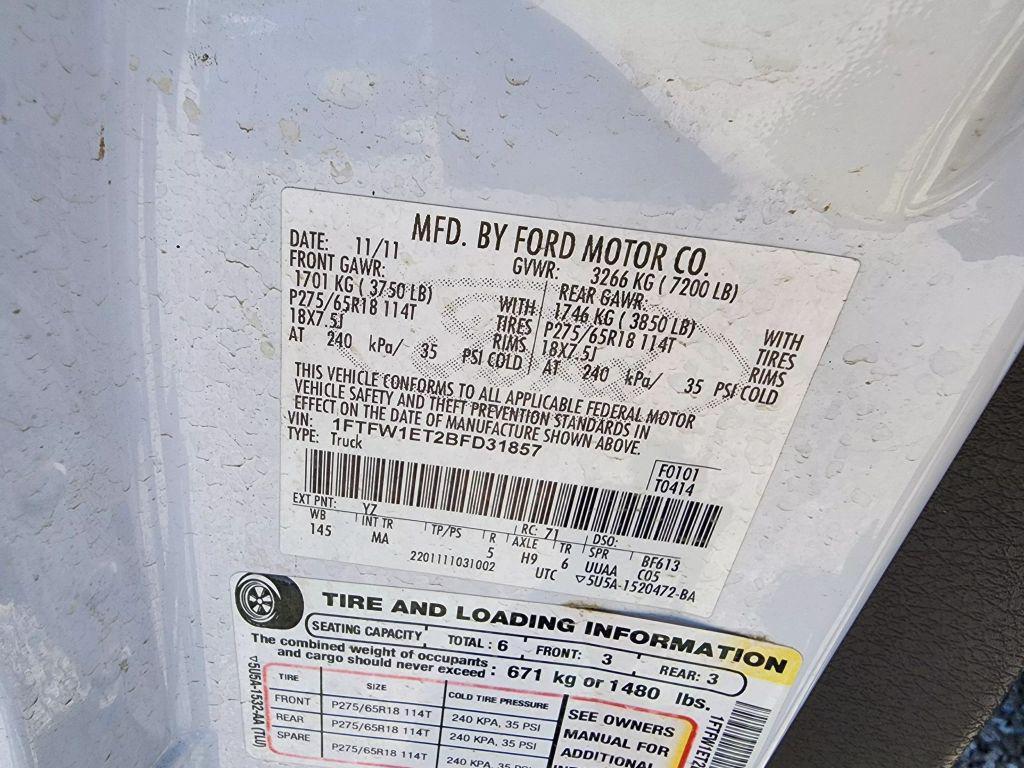 MFD. BY FORD MOTOR CO.
DATE: 11/11 GVWR: 3266 KG ( 7200 LB)
FRONT GAWR: REAR GAWR:
1701 KG ( 3750 LB) WITH 1746 KG ( 3850 LB) WITH
P275/65R18 114T TIRES P275/65R18 114T TIRES
18X7.5J RIMS 18X7.5J RIMS
AT 240 kPa/ 35 PSI COLD AT 240 kPa/ 35 PSI COLD
THIS VEHICLE CONFORMS TO ALL APPLICABLE FEDERAL MOTOR
VEHICLE SAFETY AND THEFT PREVENTION STANDARDS IN
EFFECT ON THE DATE OF MANUFACTURE SHOWN ABOVE.
VIN: 1FTFW1ET2BFD31857
TYPE: Truck
F0101
T0414
EXT PNT: Y7 RC: 71 DSO:
WB INT TR TP/PS R AXLE TR SPR BF613
145 MA 5 H9 6 UUAA C05
2201111031002 UTC ▽5U5A-1520472-BA
TIRE AND LOADING INFORMATION
SEATING CAPACITY TOTAL : 6 FRONT: 3 REAR: 3
The combined weight of occupants
and cargo should never exceed : 671 kg or 1480 lbs.
TIRE SIZE COLD TIRE PRESSURE
FRONT P275/65R18 114T 240 KPA, 35 PSI
REAR P275/65R18 114T 240 KPA, 35 PSI
SPARE P275/65R18 114T 240 KPA, 35 PSI
SEE OWNERS
MANUAL FOR
ADDITIONAL
▽5U5A-1532-AA (TLU)
1FTFW1ET2